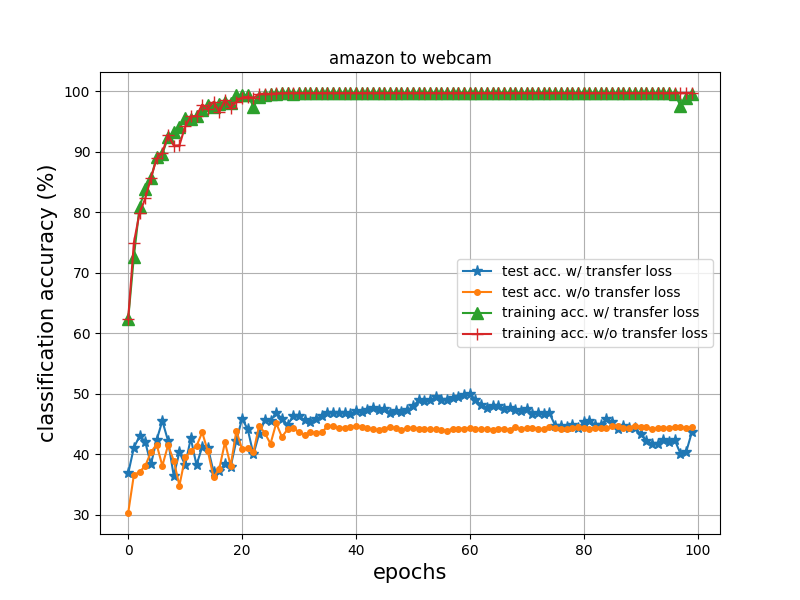 amazon to webcam
classification accuracy (%)
100
90
80
70
60
50
40
30
test acc. w/ transfer loss
test acc. w/o transfer loss
training acc. w/ transfer loss
training acc. w/o transfer loss
0 20 40 60 80 100
epochs